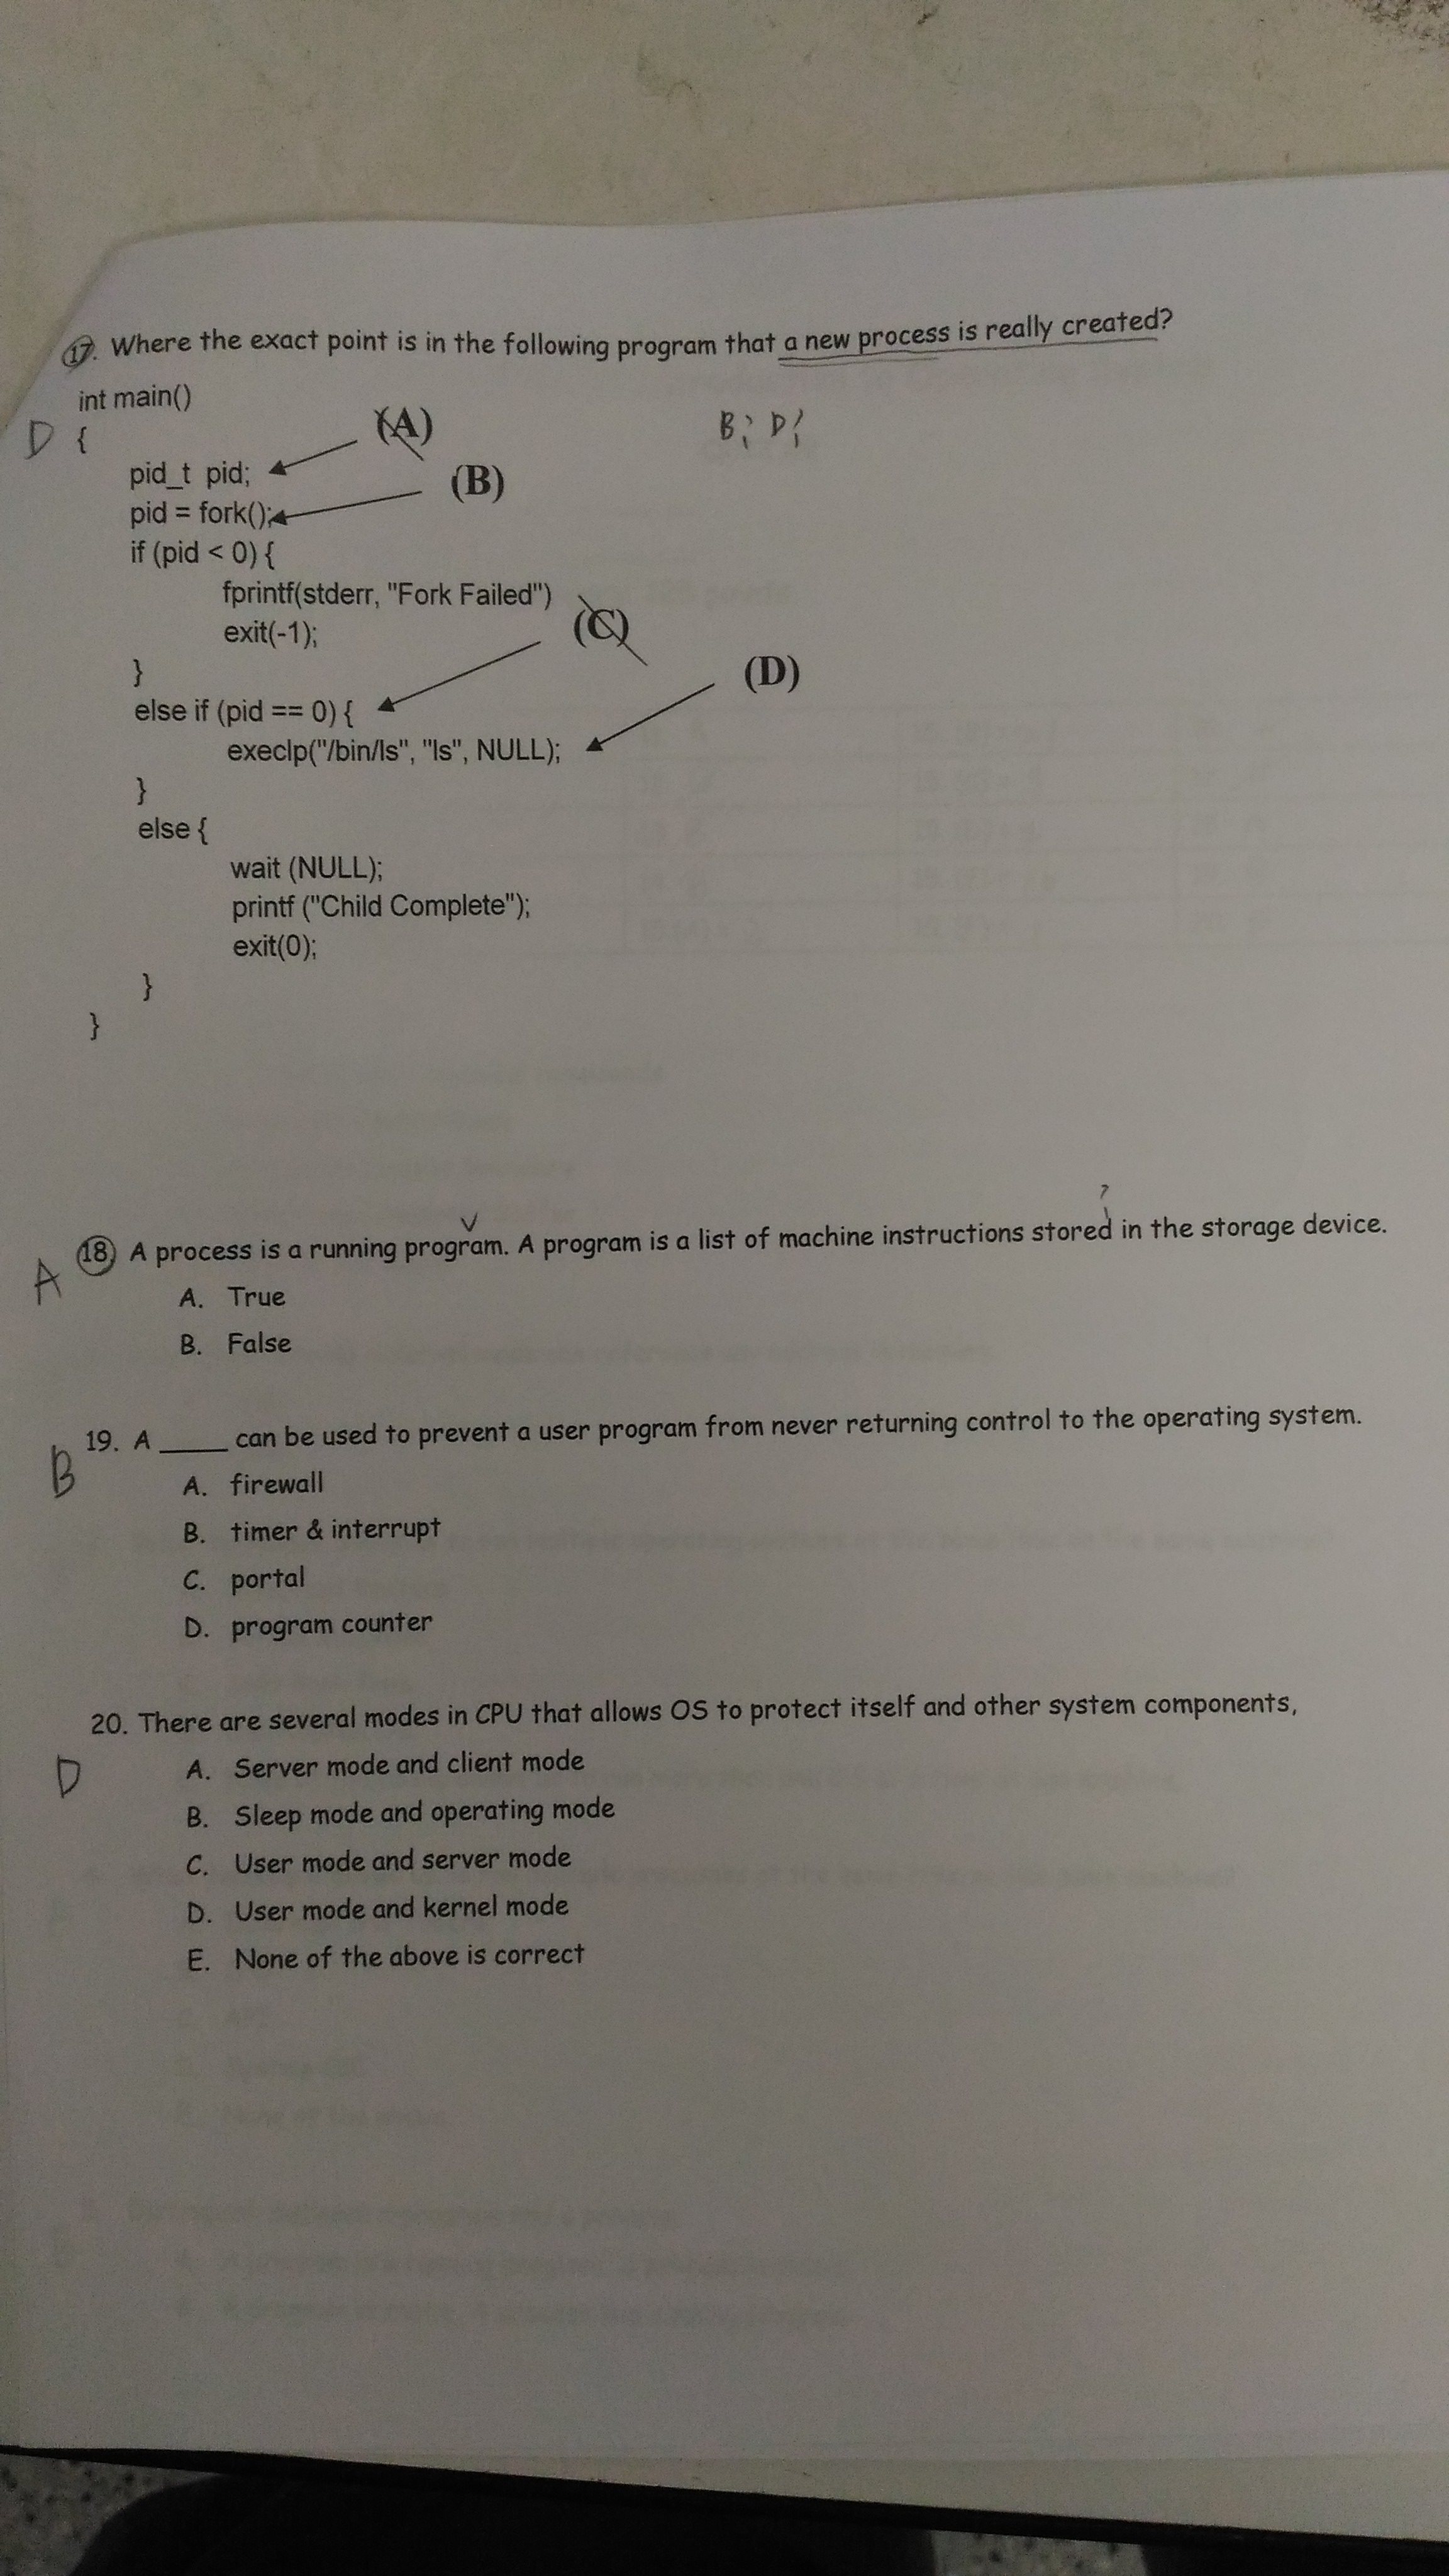 17. Where the exact point is in the following program that a new process is really created?
int main()
D {
(A)
B; D;
pid_t pid;
(B)
pid = fork();
if (pid < 0) {
fprintf(stderr, "Fork Failed")
(C)
exit(-1);
}
(D)
else if (pid == 0) {
execlp("/bin/ls", "ls", NULL);
}
else {
wait (NULL);
printf ("Child Complete");
exit(0);
}
}
?
18) A process is a running program. A program is a list of machine instructions stored in the storage device.
A
A. True
B. False
19. A _____ can be used to prevent a user program from never returning control to the operating system.
B
A. firewall
B. timer & interrupt
C. portal
D. program counter
20. There are several modes in CPU that allows OS to protect itself and other system components,
D
A. Server mode and client mode
B. Sleep mode and operating mode
C. User mode and server mode
D. User mode and kernel mode
E. None of the above is correct